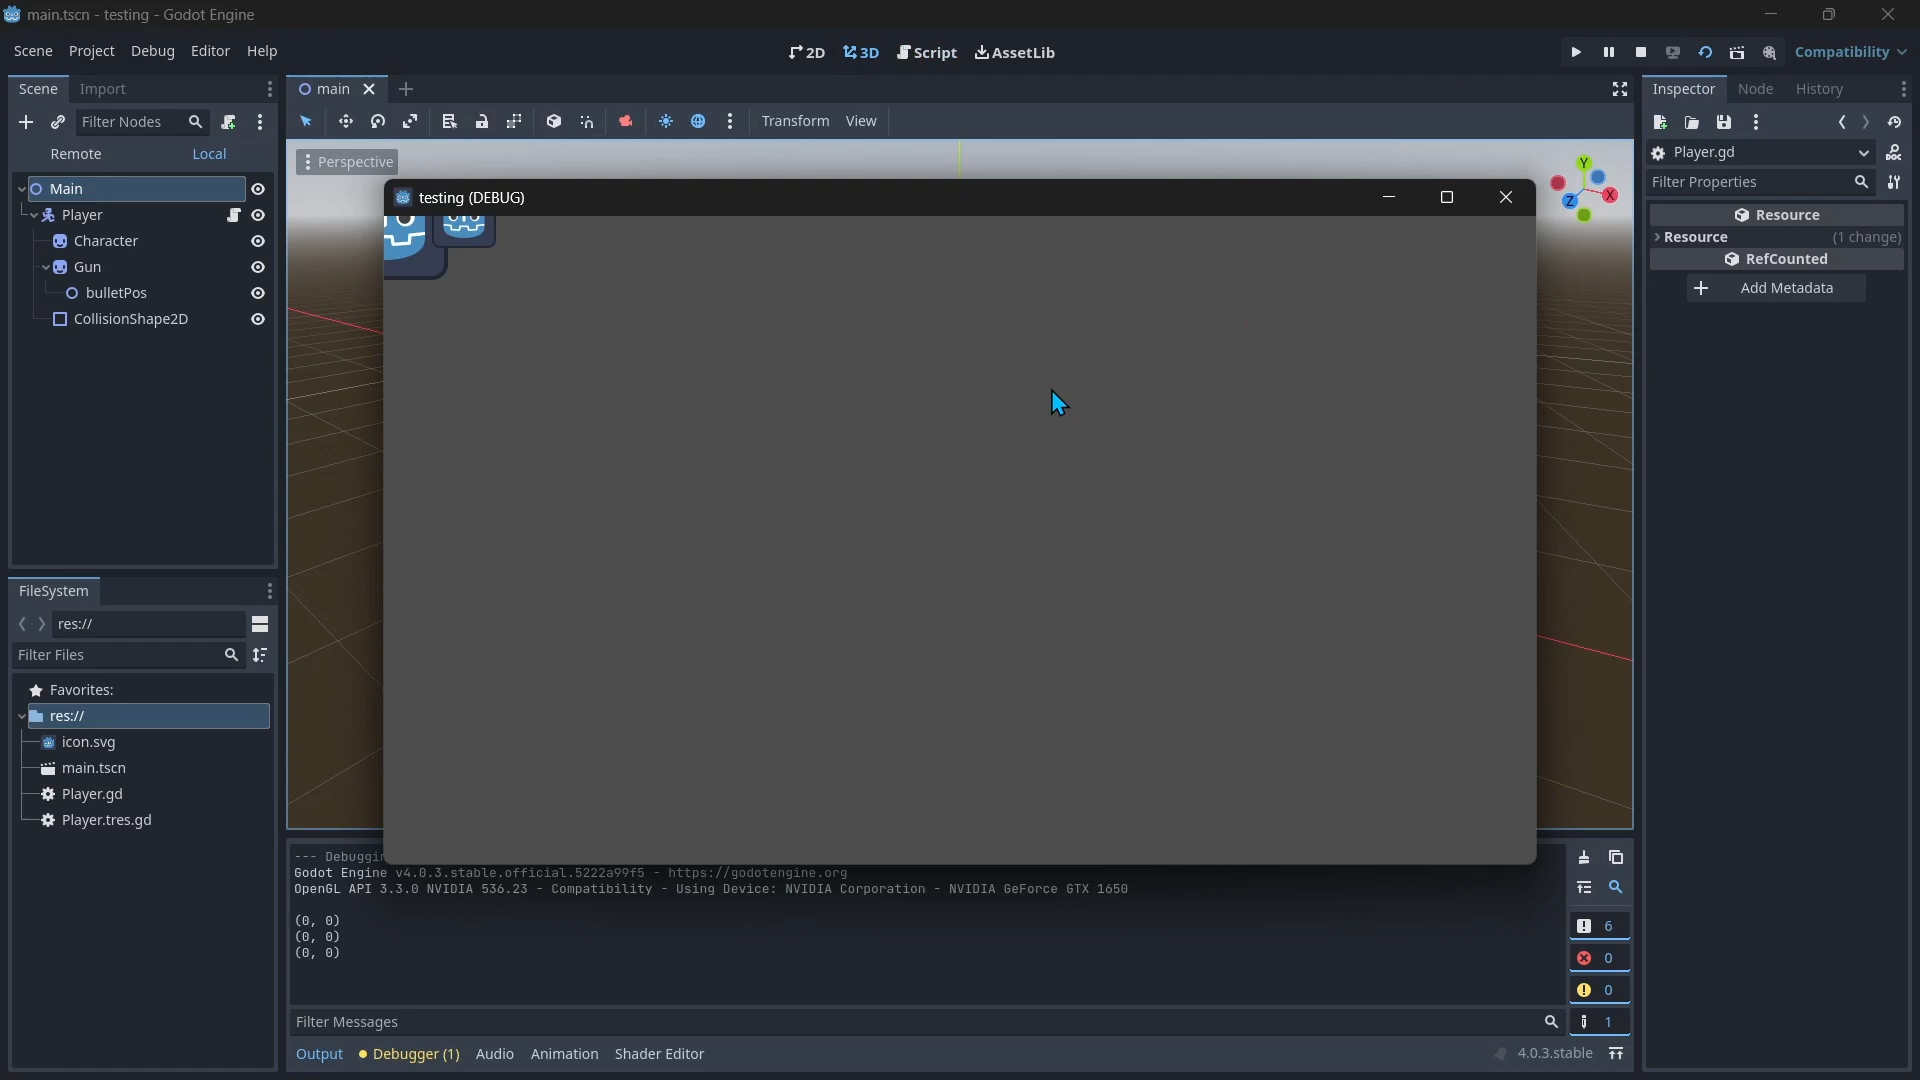 main.tscn - testing - Godot Engine
Scene Project Debug Editor Help
2D 3D Script AssetLib
Compatibility
Scene Import
main
Inspector Node History
Filter Nodes
Transform View
Remote Local
Perspective
Player.gd
Filter Properties
Main
Player
Character
Gun
bulletPos
CollisionShape2D
testing (DEBUG)
Y
X
Z
Resource
Resource (1 change)
RefCounted
Add Metadata
FileSystem
res://
Filter Files
Favorites:
res://
icon.svg
main.tscn
Player.gd
Player.tres.gd
--- Debuggin
Godot Engine v4.0.3.stable.official.5222a99f5 - https://godotengine.org
OpenGL API 3.3.0 NVIDIA 536.23 - Compatibility - Using Device: NVIDIA Corporation - NVIDIA GeForce GTX 1650
(0, 0)
(0, 0)
(0, 0)
6
0
0
1
Filter Messages
Output Debugger (1) Audio Animation Shader Editor
4.0.3.stable